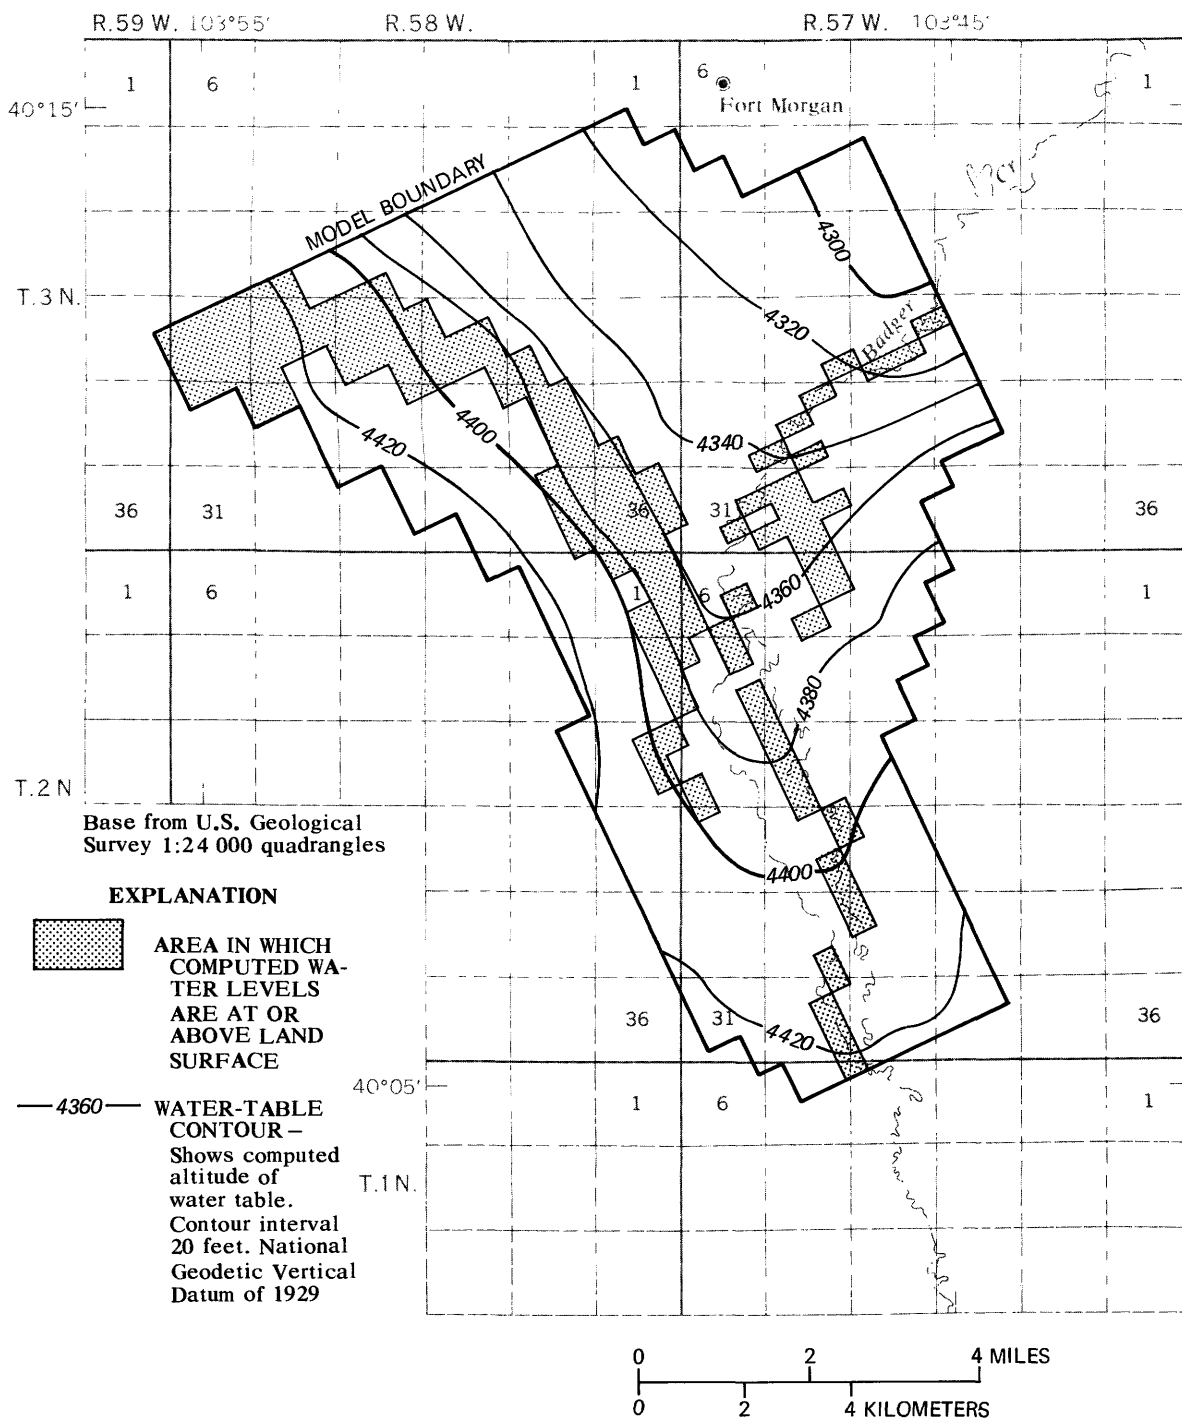 R.59 W. 103°55′ R.58 W. R.57 W. 103°45′
1 6 1 6 1
40°15′
Fort Morgan
MODEL BOUNDARY
4300
T.3 N.
4320
Badger
4400
4340
4420
36 31 36 31 36
1 6 1 6 4360 1
4380
T.2 N
Base from U.S. Geological
Survey 1:24 000 quadrangles
4400
EXPLANATION
AREA IN WHICH
COMPUTED WA-
TER LEVELS
ARE AT OR
ABOVE LAND
SURFACE
36 31 36
4420
40°05′
4360 WATER-TABLE
CONTOUR—
1 6 1
Shows computed
altitude of
water table.
T.1 N.
Contour interval
20 feet. National
Geodetic Vertical
Datum of 1929
0 2 4 MILES
0 2 4 KILOMETERS